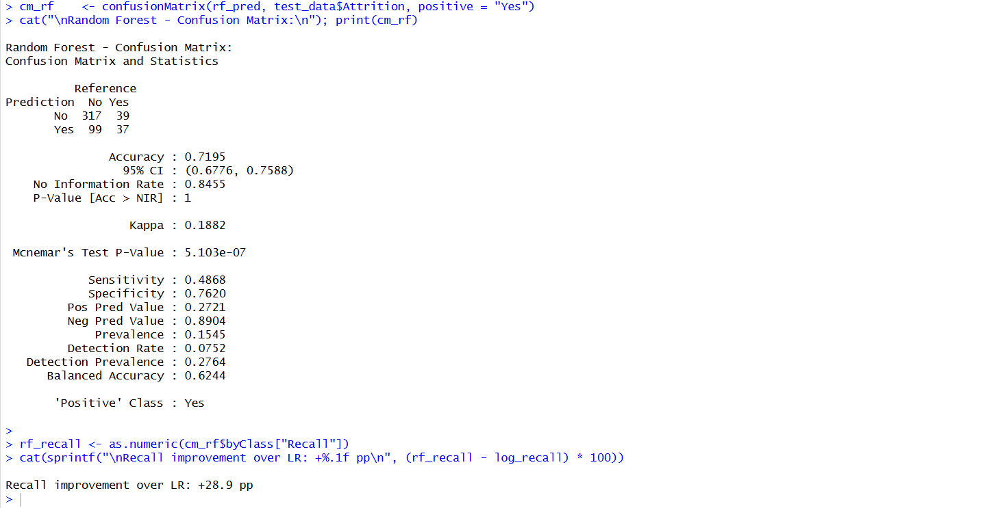 > cm_rf    <- confusionMatrix(rf_pred, test_data$Attrition, positive = "Yes")
> cat("\nRandom Forest - Confusion Matrix:\n"); print(cm_rf)
Random Forest - Confusion Matrix:
Confusion Matrix and Statistics
          Reference
Prediction  No Yes
       No  317  39
       Yes  99  37
               Accuracy : 0.7195
                 95% CI : (0.6776, 0.7588)
    No Information Rate : 0.8455
    P-Value [Acc > NIR] : 1
                  Kappa : 0.1882
 Mcnemar's Test P-Value : 5.103e-07
            Sensitivity : 0.4868
            Specificity : 0.7620
         Pos Pred Value : 0.2721
         Neg Pred Value : 0.8904
             Prevalence : 0.1545
         Detection Rate : 0.0752
   Detection Prevalence : 0.2764
      Balanced Accuracy : 0.6244
       'Positive' Class : Yes
>
> rf_recall <- as.numeric(cm_rf$byClass["Recall"])
> cat(sprintf("\nRecall improvement over LR: +%.1f pp\n", (rf_recall - log_recall) * 100))
Recall improvement over LR: +28.9 pp
>